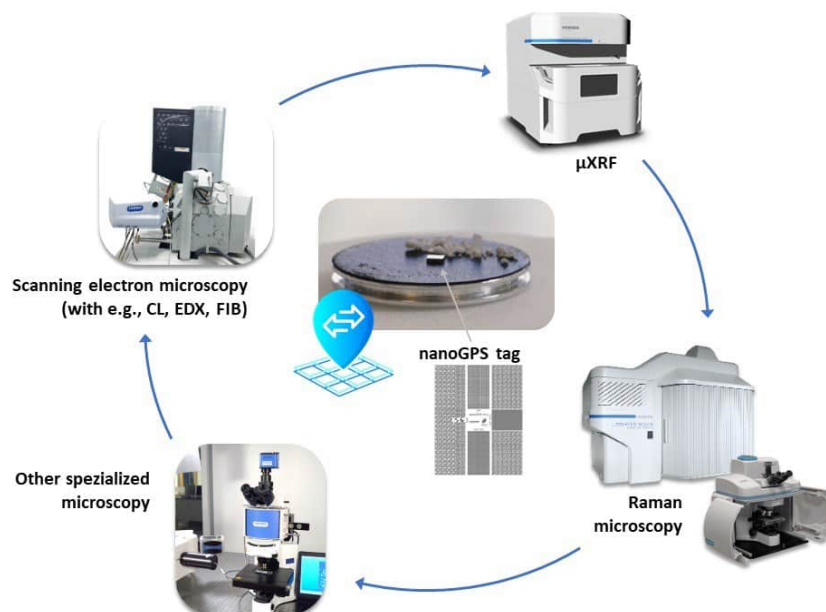 µXRF
Scanning electron microscopy
(with e.g., CL, EDX, FIB)
nanoGPS tag
Other spezialized
microscopy
Raman
microscopy